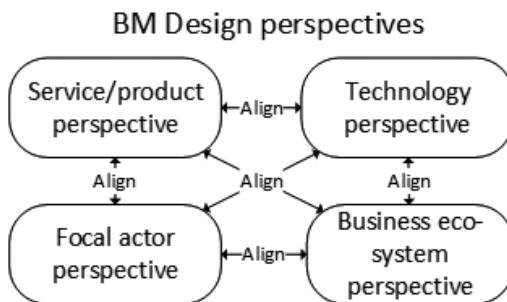 BM Design perspectives
Service/product
perspective
Align
Technology
perspective
Align
Align
Align
Focal actor
perspective
Align
Business eco-
system
perspective